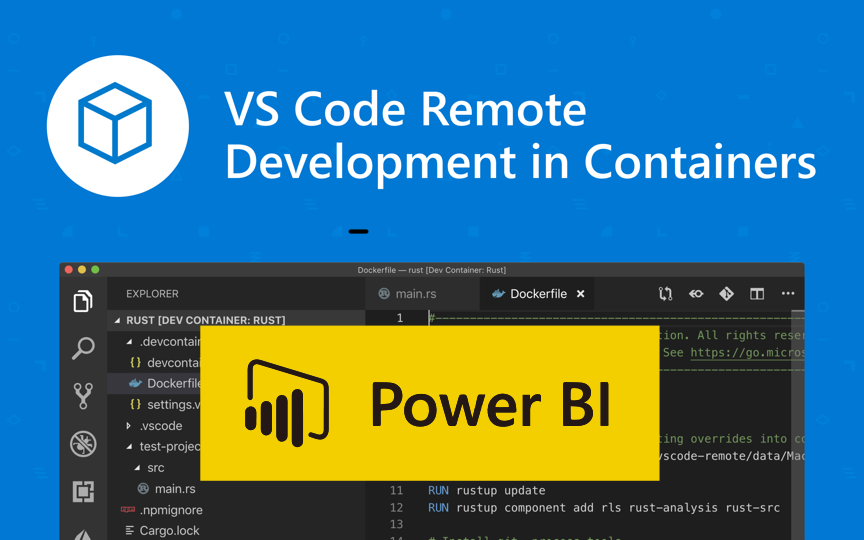 VS Code Remote
Development in Containers
Dockerfile — rust [Dev Container: Rust]
EXPLORER
main.rs
Dockerfile
RUST [DEV CONTAINER: RUST]
1 #-----------------------------------------------------------
.devcontain
tion. All rights reser
{ } devcontai
See https://go.micros
Dockerfile
{ } settings.v
.vscode
test-projec
ting overrides into co
src
vscode-remote/data/Mac
main.rs
11 RUN rustup update
.npmignore
12 RUN rustup component add rls rust-analysis rust-src
Cargo.lock
13
Power BI